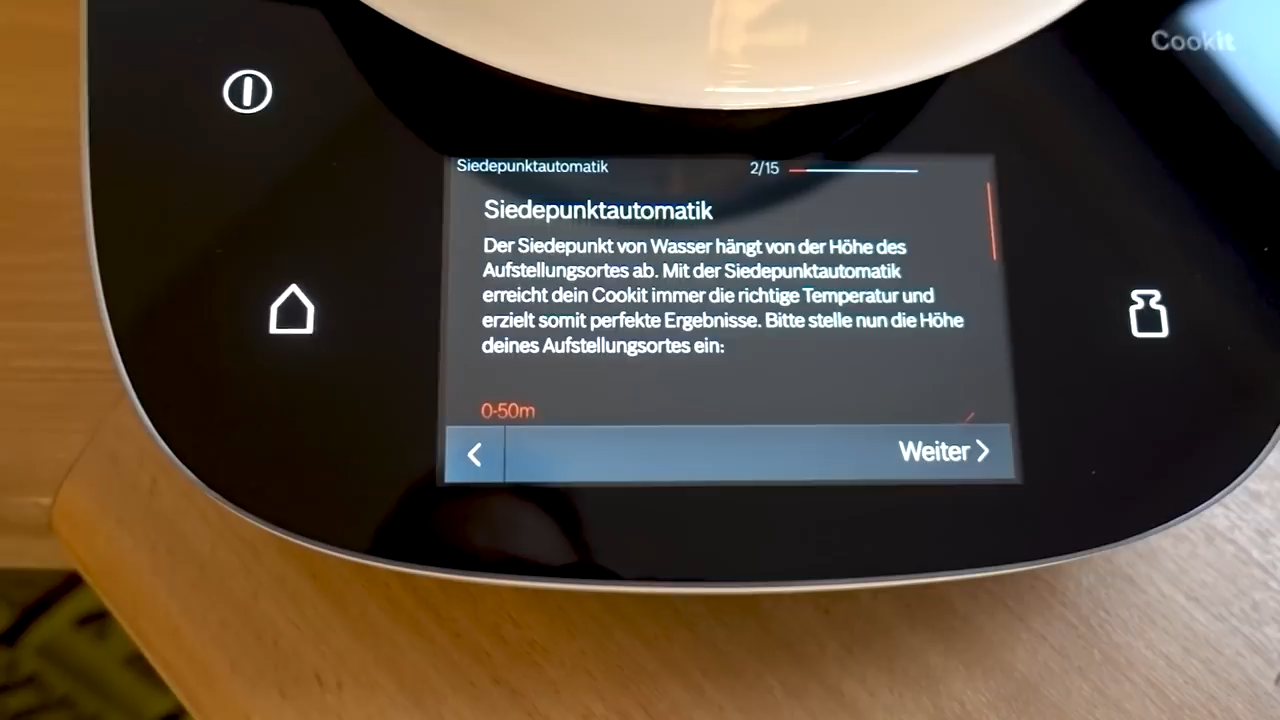 Cookit
Siedepunktautomatik
2/15
Siedepunktautomatik
Der Siedepunkt von Wasser hängt von der Höhe des
Aufstellungsortes ab. Mit der Siedepunktautomatik
erreicht dein Cookit immer die richtige Temperatur und
erzielt somit perfekte Ergebnisse. Bitte stelle nun die Höhe
deines Aufstellungsortes ein:
0-50m
Weiter